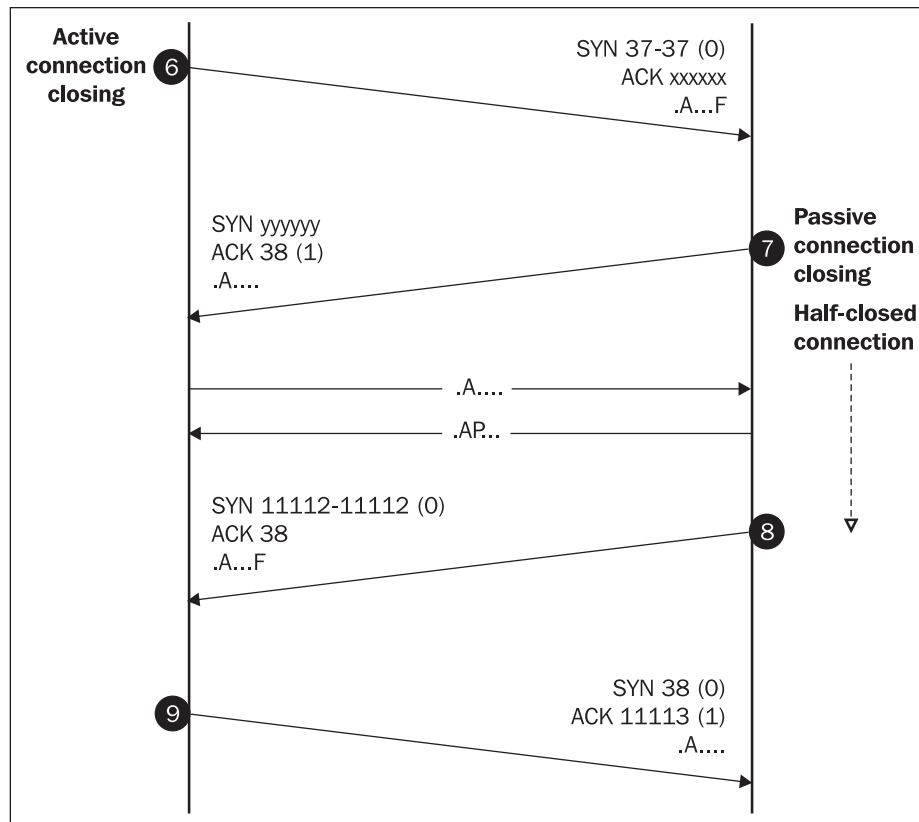 Active
connection
closing
6
SYN 37-37 (0)
ACK xxxxxx
.A...F
SYN yyyyyy
ACK 38 (1)
.A....
7
Passive
connection
closing
Half-closed
connection
.A....
.AP...
SYN 11112-11112 (0)
ACK 38
.A...F
8
9
SYN 38 (0)
ACK 11113 (1)
.A....